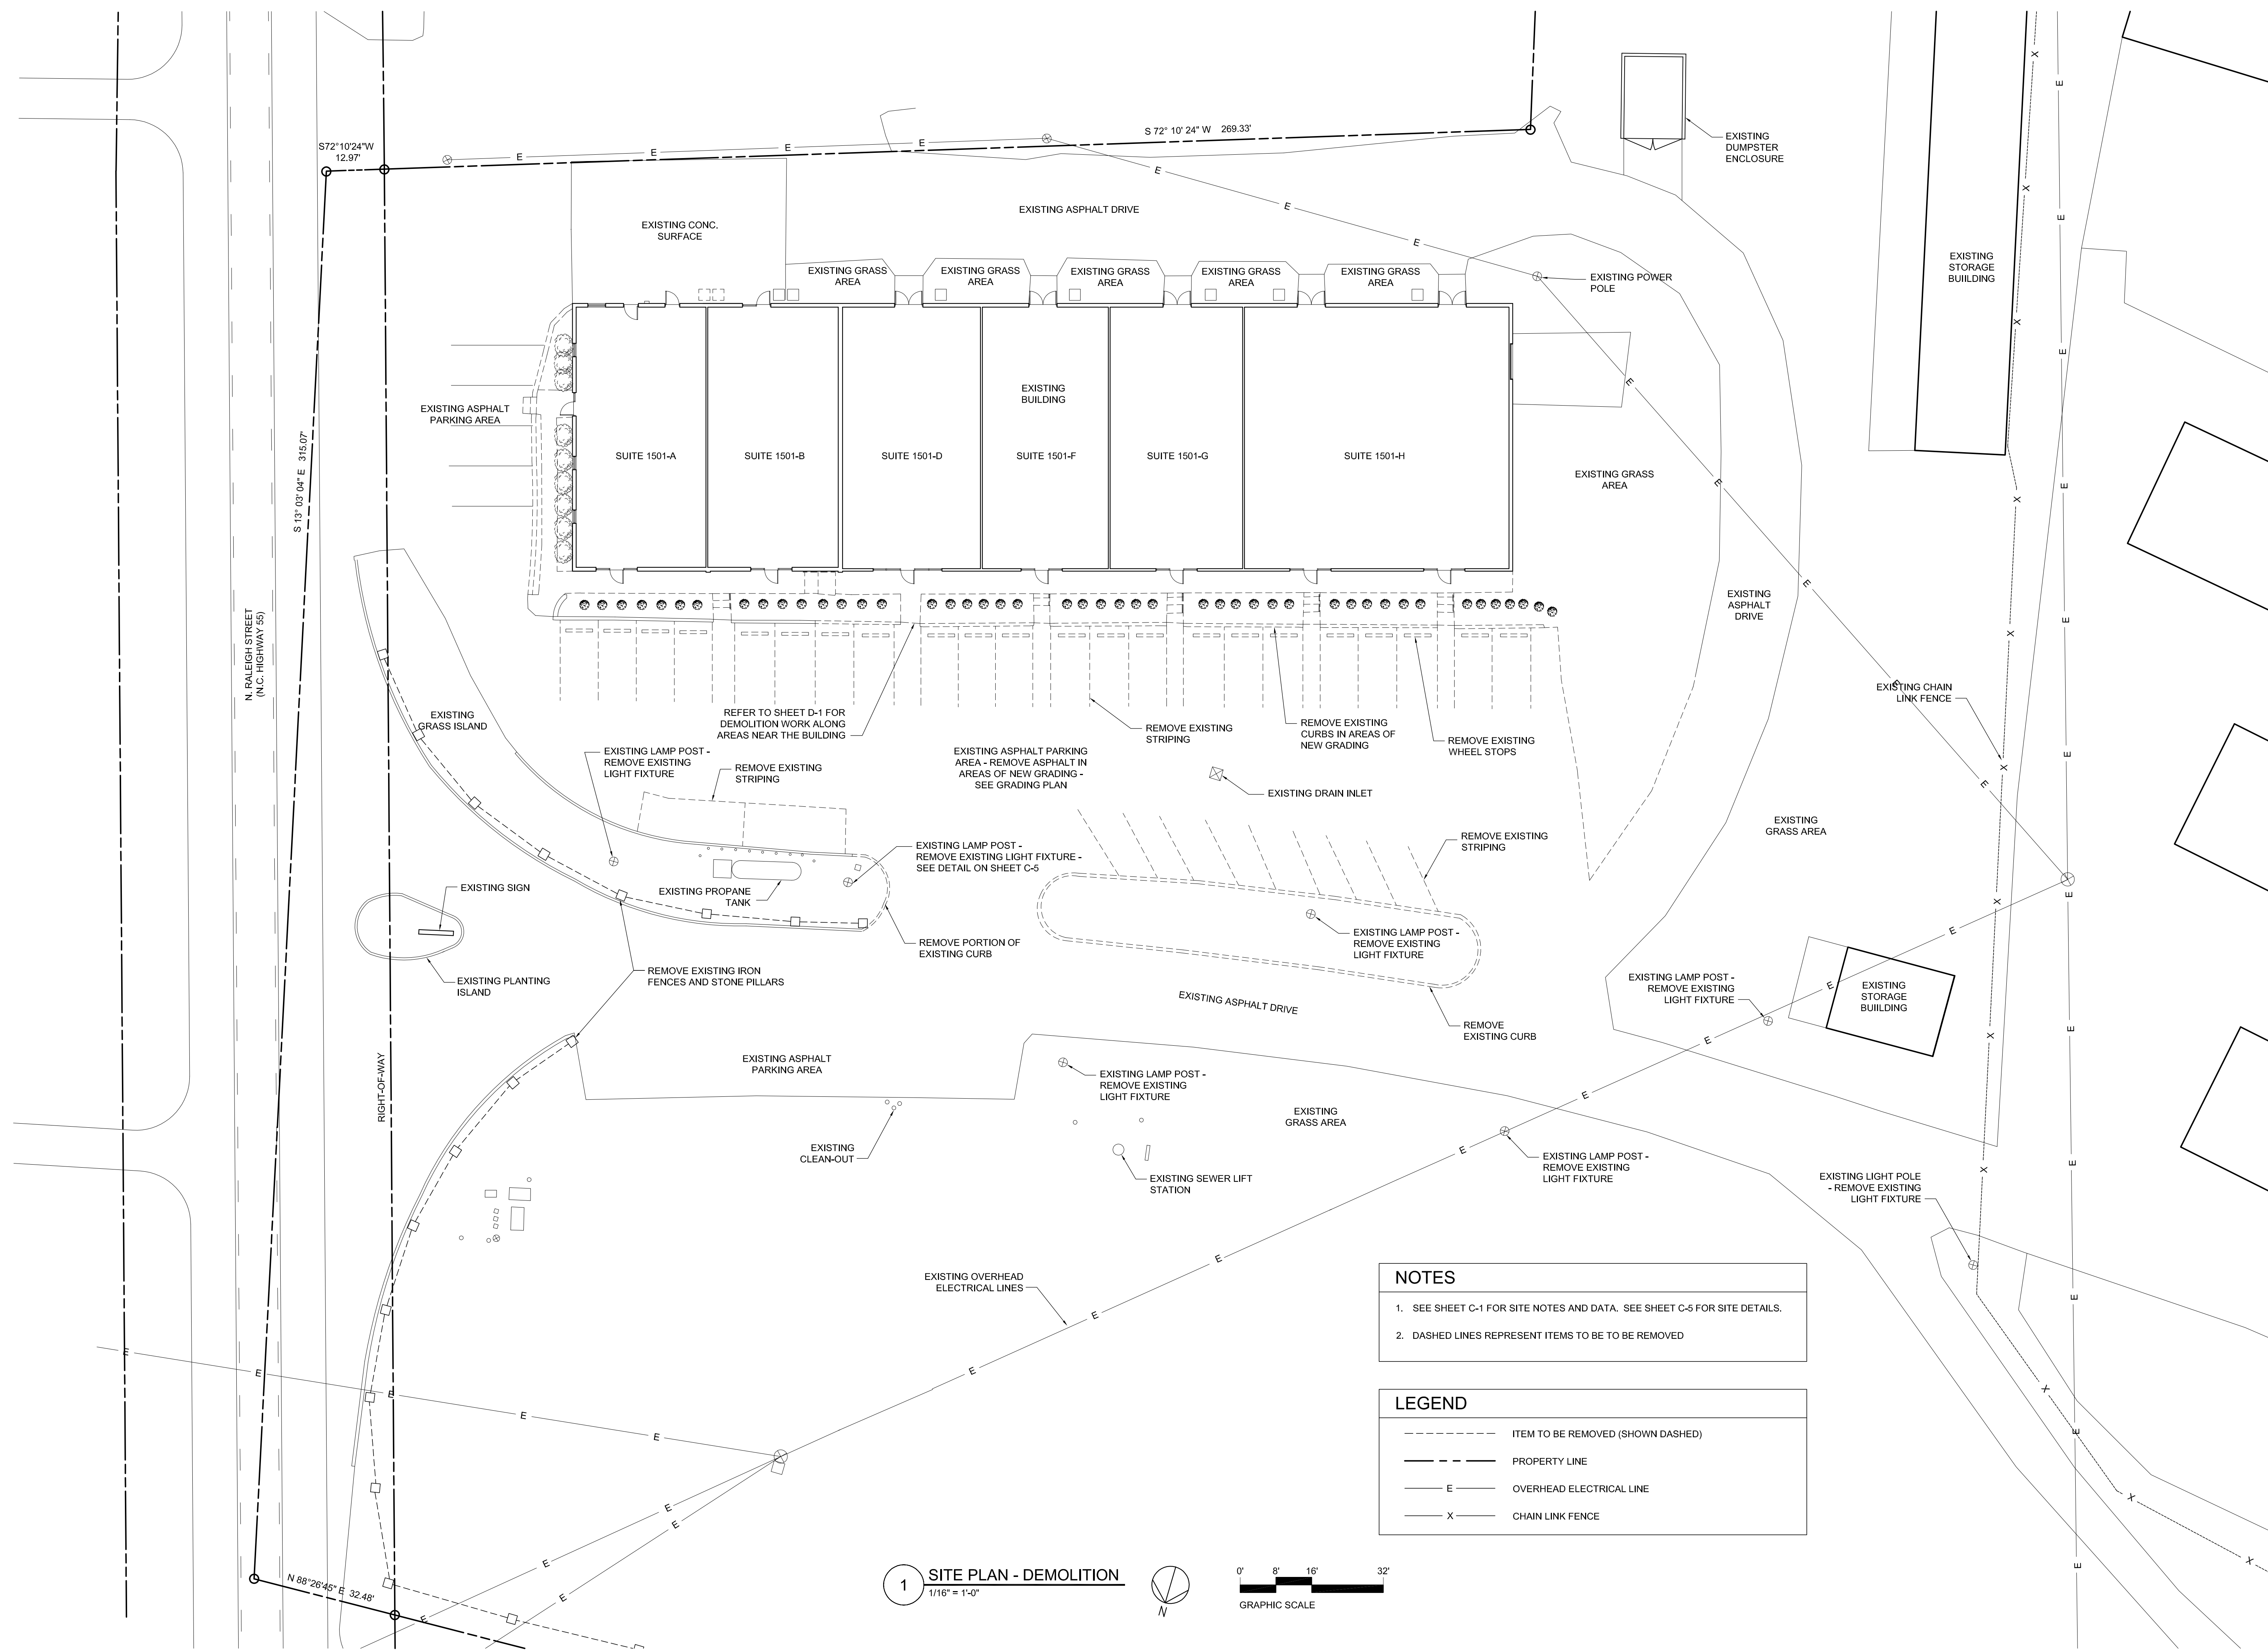 S72°10'24"W
12.97'
S 72° 10' 24" W 269.33'
E
E
E
E
E
E
E
EXISTING
DUMPSTER
ENCLOSURE
EXISTING ASPHALT DRIVE
EXISTING CONC.
SURFACE
EXISTING GRASS
AREA
EXISTING GRASS
AREA
EXISTING GRASS
AREA
EXISTING GRASS
AREA
EXISTING GRASS
AREA
EXISTING POWER
POLE
EXISTING
STORAGE
BUIILDING
EXISTING
BUILDING
EXISTING ASPHALT
PARKING AREA
SUITE 1501-A
SUITE 1501-B
SUITE 1501-D
SUITE 1501-F
SUITE 1501-G
SUITE 1501-H
EXISTING GRASS
AREA
S 13° 03' 04" E 315.07'
N. RALEIGH STREET
(N.C. HIGHWAY 55)
EXISTING
ASPHALT
DRIVE
E
E
E
E
E
X
X
X
X
X
X
X
X
X
X
X
X
X
X
E
E
E
E
E
E
E
E
E
E
E
E
EXISTING CHAIN
LINK FENCE
EXISTING
GRASS ISLAND
REFER TO SHEET D-1 FOR
DEMOLITION WORK ALONG
AREAS NEAR THE BUILDING
REMOVE EXISTING
STRIPING
REMOVE EXISTING
CURBS IN AREAS OF
NEW GRADING
REMOVE EXISTING
WHEEL STOPS
EXISTING LAMP POST -
REMOVE EXISTING
LIGHT FIXTURE
REMOVE EXISTING
STRIPING
EXISTING ASPHALT PARKING
AREA - REMOVE ASPHALT IN
AREAS OF NEW GRADING -
SEE GRADING PLAN
EXISTING DRAIN INLET
EXISTING
GRASS AREA
REMOVE EXISTING
STRIPING
EXISTING LAMP POST -
REMOVE EXISTING LIGHT FIXTURE -
SEE DETAIL ON SHEET C-5
EXISTING SIGN
EXISTING PROPANE
TANK
EXISTING LAMP POST -
REMOVE EXISTING
LIGHT FIXTURE
REMOVE PORTION OF
EXISTING CURB
EXISTING PLANTING
ISLAND
REMOVE EXISTING IRON
FENCES AND STONE PILLARS
EXISTING LAMP POST -
REMOVE EXISTING
LIGHT FIXTURE
EXISTING
STORAGE
BUIILDING
EXISTING ASPHALT DRIVE
REMOVE
EXISTING CURB
RIGHT-OF-WAY
EXISTING ASPHALT
PARKING AREA
EXISTING LAMP POST -
REMOVE EXISTING
LIGHT FIXTURE
EXISTING
GRASS AREA
EXISTING
CLEAN-OUT
EXISTING SEWER LIFT
STATION
EXISTING LAMP POST -
REMOVE EXISTING
LIGHT FIXTURE
EXISTING LIGHT POLE
- REMOVE EXISTING
LIGHT FIXTURE
E
E
E
E
E
E
E
E
EXISTING OVERHEAD
ELECTRICAL LINES
E
E
E
E
E
E
E
E
E
E
NOTES
1. SEE SHEET C-1 FOR SITE NOTES AND DATA. SEE SHEET C-5 FOR SITE DETAILS.
2. DASHED LINES REPRESENT ITEMS TO BE TO BE REMOVED
LEGEND
ITEM TO BE REMOVED (SHOWN DASHED)
PROPERTY LINE
E OVERHEAD ELECTRICAL LINE
X CHAIN LINK FENCE
N 88°26'45" E 32.48'
1 SITE PLAN - DEMOLITION
1/16" = 1'-0"
N
0' 8' 16' 32'
GRAPHIC SCALE